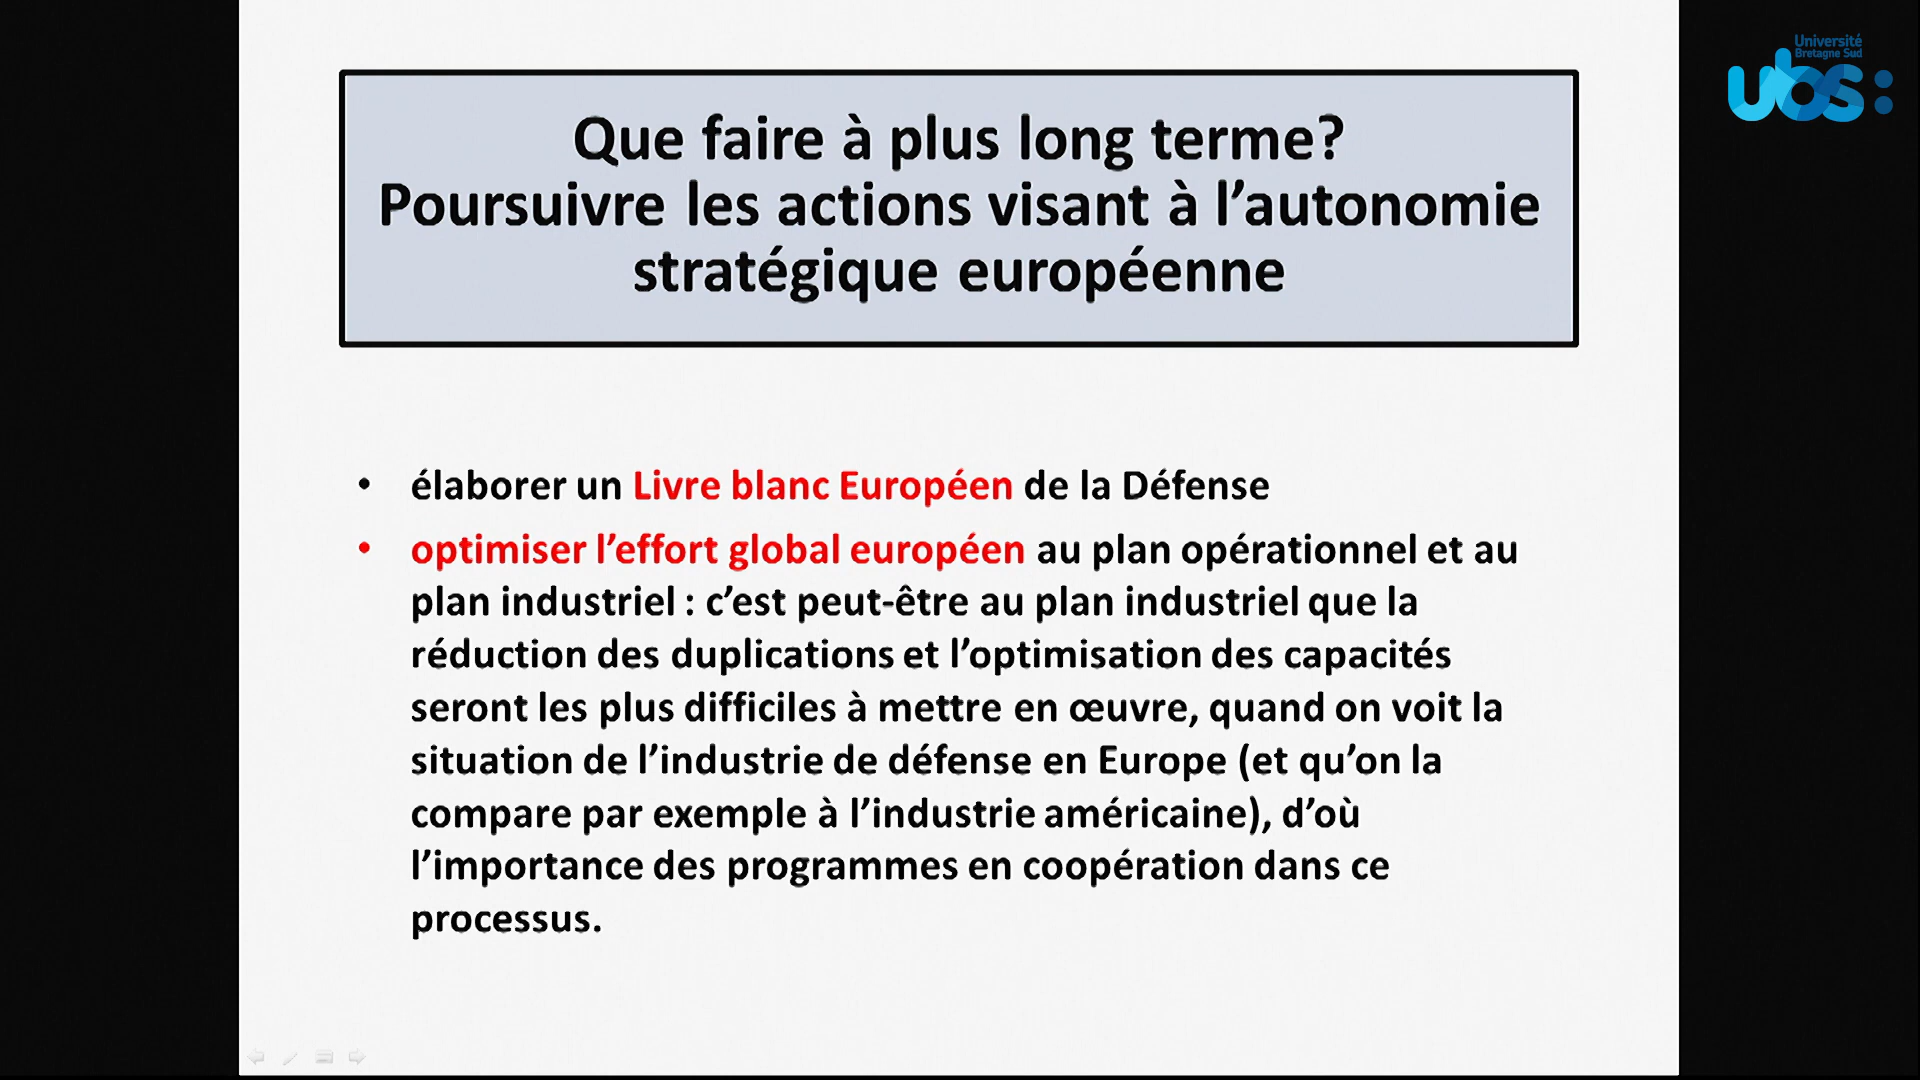 Université
Bretagne Sud
ubs:
Que faire à plus long terme?
Poursuivre les actions visant à l’autonomie
stratégique européenne
• élaborer un Livre blanc Européen de la Défense
• optimiser l’effort global européen au plan opérationnel et au
plan industriel : c’est peut-être au plan industriel que la
réduction des duplications et l’optimisation des capacités
seront les plus difficiles à mettre en œuvre, quand on voit la
situation de l’industrie de défense en Europe (et qu’on la
compare par exemple à l’industrie américaine), d’où
l’importance des programmes en coopération dans ce
processus.